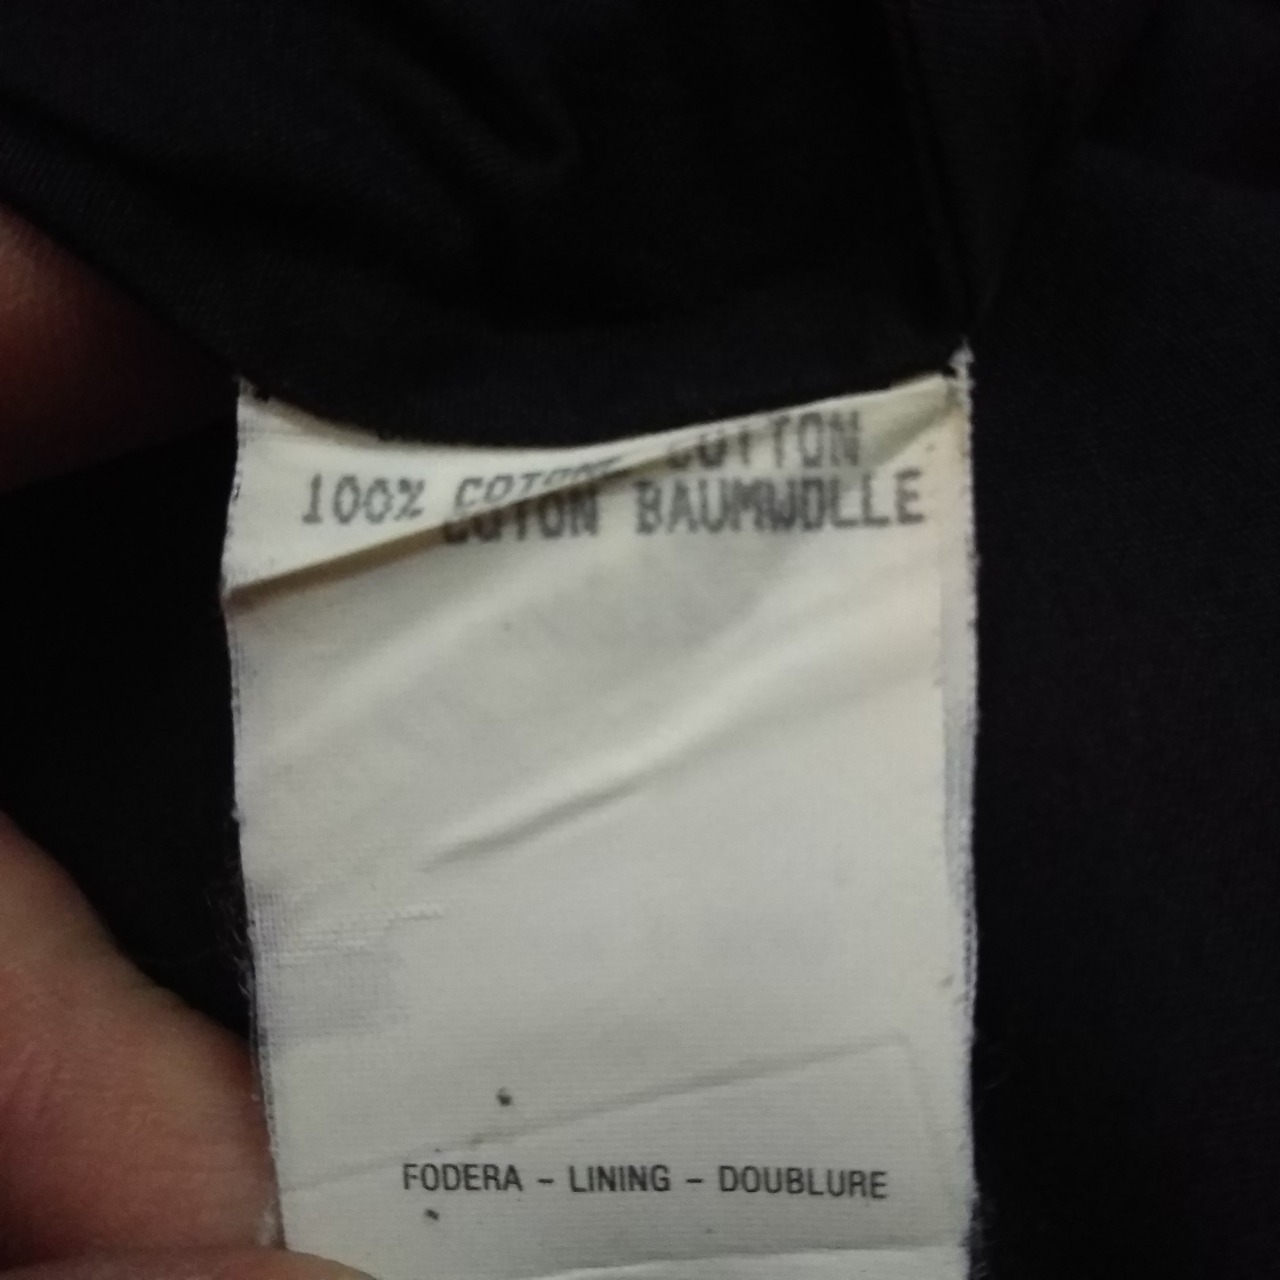 100% COTONE COTTON
COTON BAUMWOLLE
FODERA - LINING - DOUBLURE